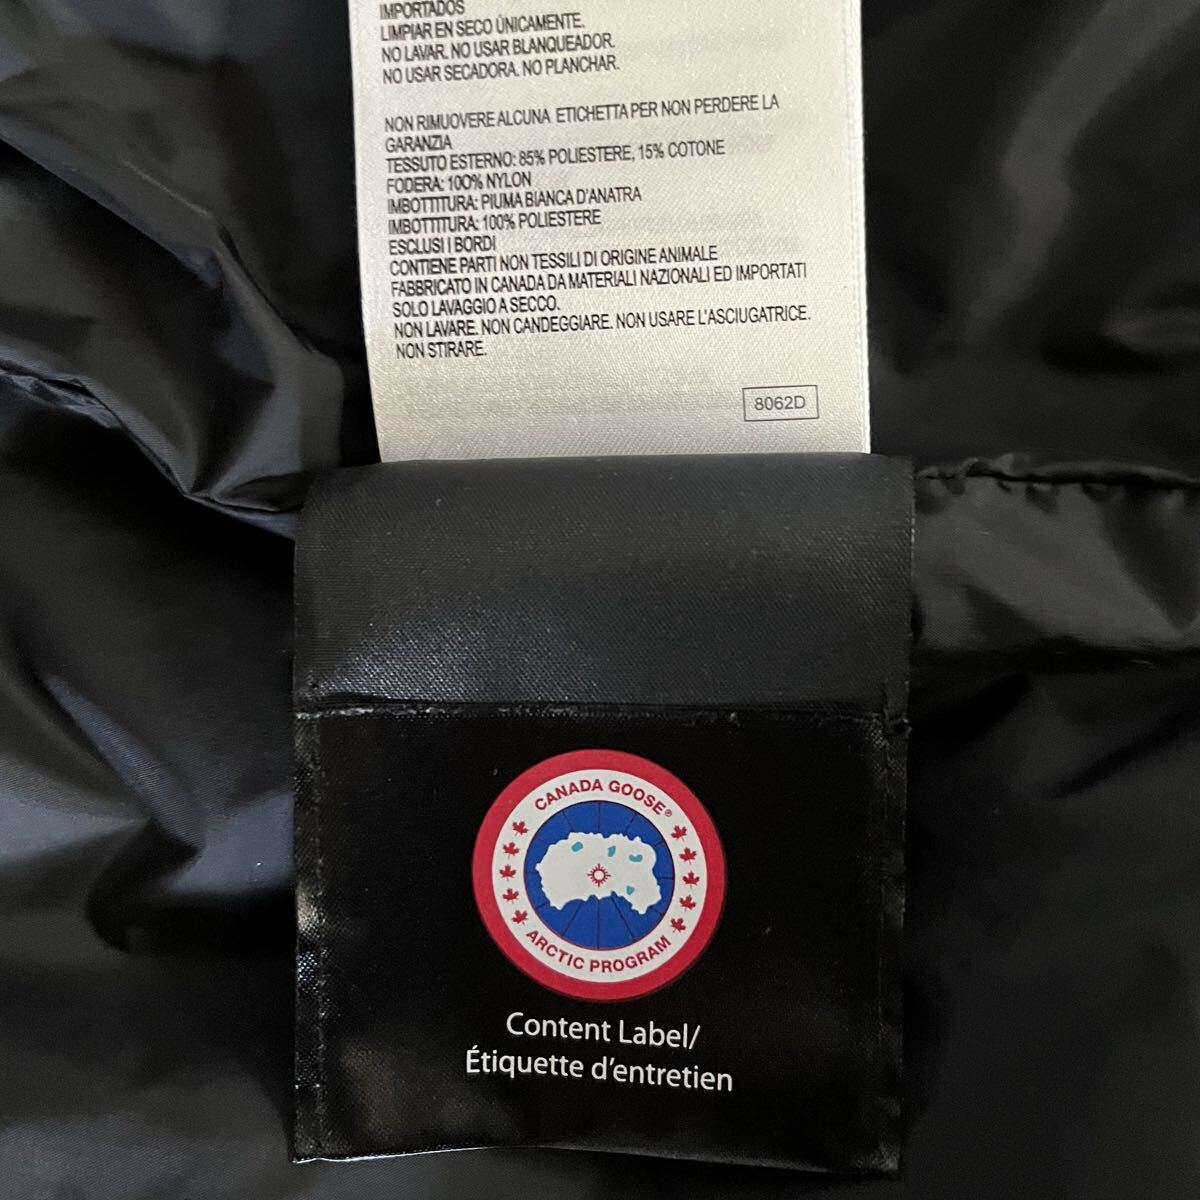 IMPORTADOS
LIMPIAR EN SECO ÚNICAMENTE.
NO LAVAR. NO USAR BLANQUEADOR.
NO USAR SECADORA. NO PLANCHAR.
NON RIMUOVERE ALCUNA ETICHETTA PER NON PERDERE LA
GARANZIA
TESSUTO ESTERNO: 85% POLIESTERE, 15% COTONE
FODERA: 100% NYLON
IMBOTTITURA: PIUMA BIANCA D'ANATRA
IMBOTTITURA: 100% POLIESTERE
ESCLUSI I BORDI
CONTIENE PARTI NON TESSILI DI ORIGINE ANIMALE
FABBRICATO IN CANADA DA MATERIALI NAZIONALI ED IMPORTATI
SOLO LAVAGGIO A SECCO.
NON LAVARE. NON CANDEGGIARE. NON USARE L'ASCIUGATRICE.
NON STIRARE.
8062D
CANADA GOOSE®
ARCTIC PROGRAM
Content Label/
Étiquette d'entretien